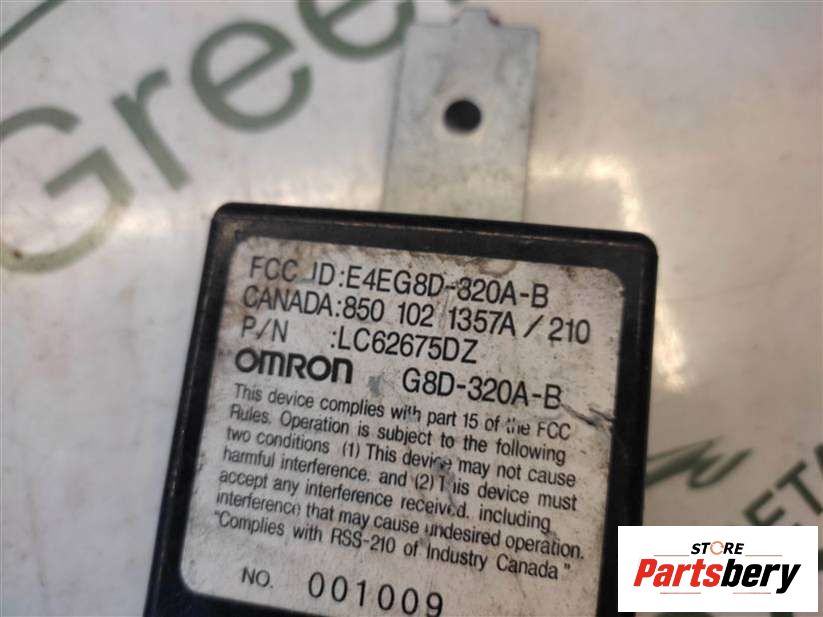 Green
FCC ID:E4EG8D-320A-B
CANADA:850 102 1357A / 210
P/N :LC62675DZ
OMRON G8D-320A-B
This device complies with part 15 of the FCC
Rules. Operation is subject to the following
two conditions (1) This device may not cause
harmful interference, and (2) This device must
accept any interference received, including
interference that may cause undesired operation.
"Complies with RSS-210 of Industry Canada"
NO. 001009
STORE
Partsbery